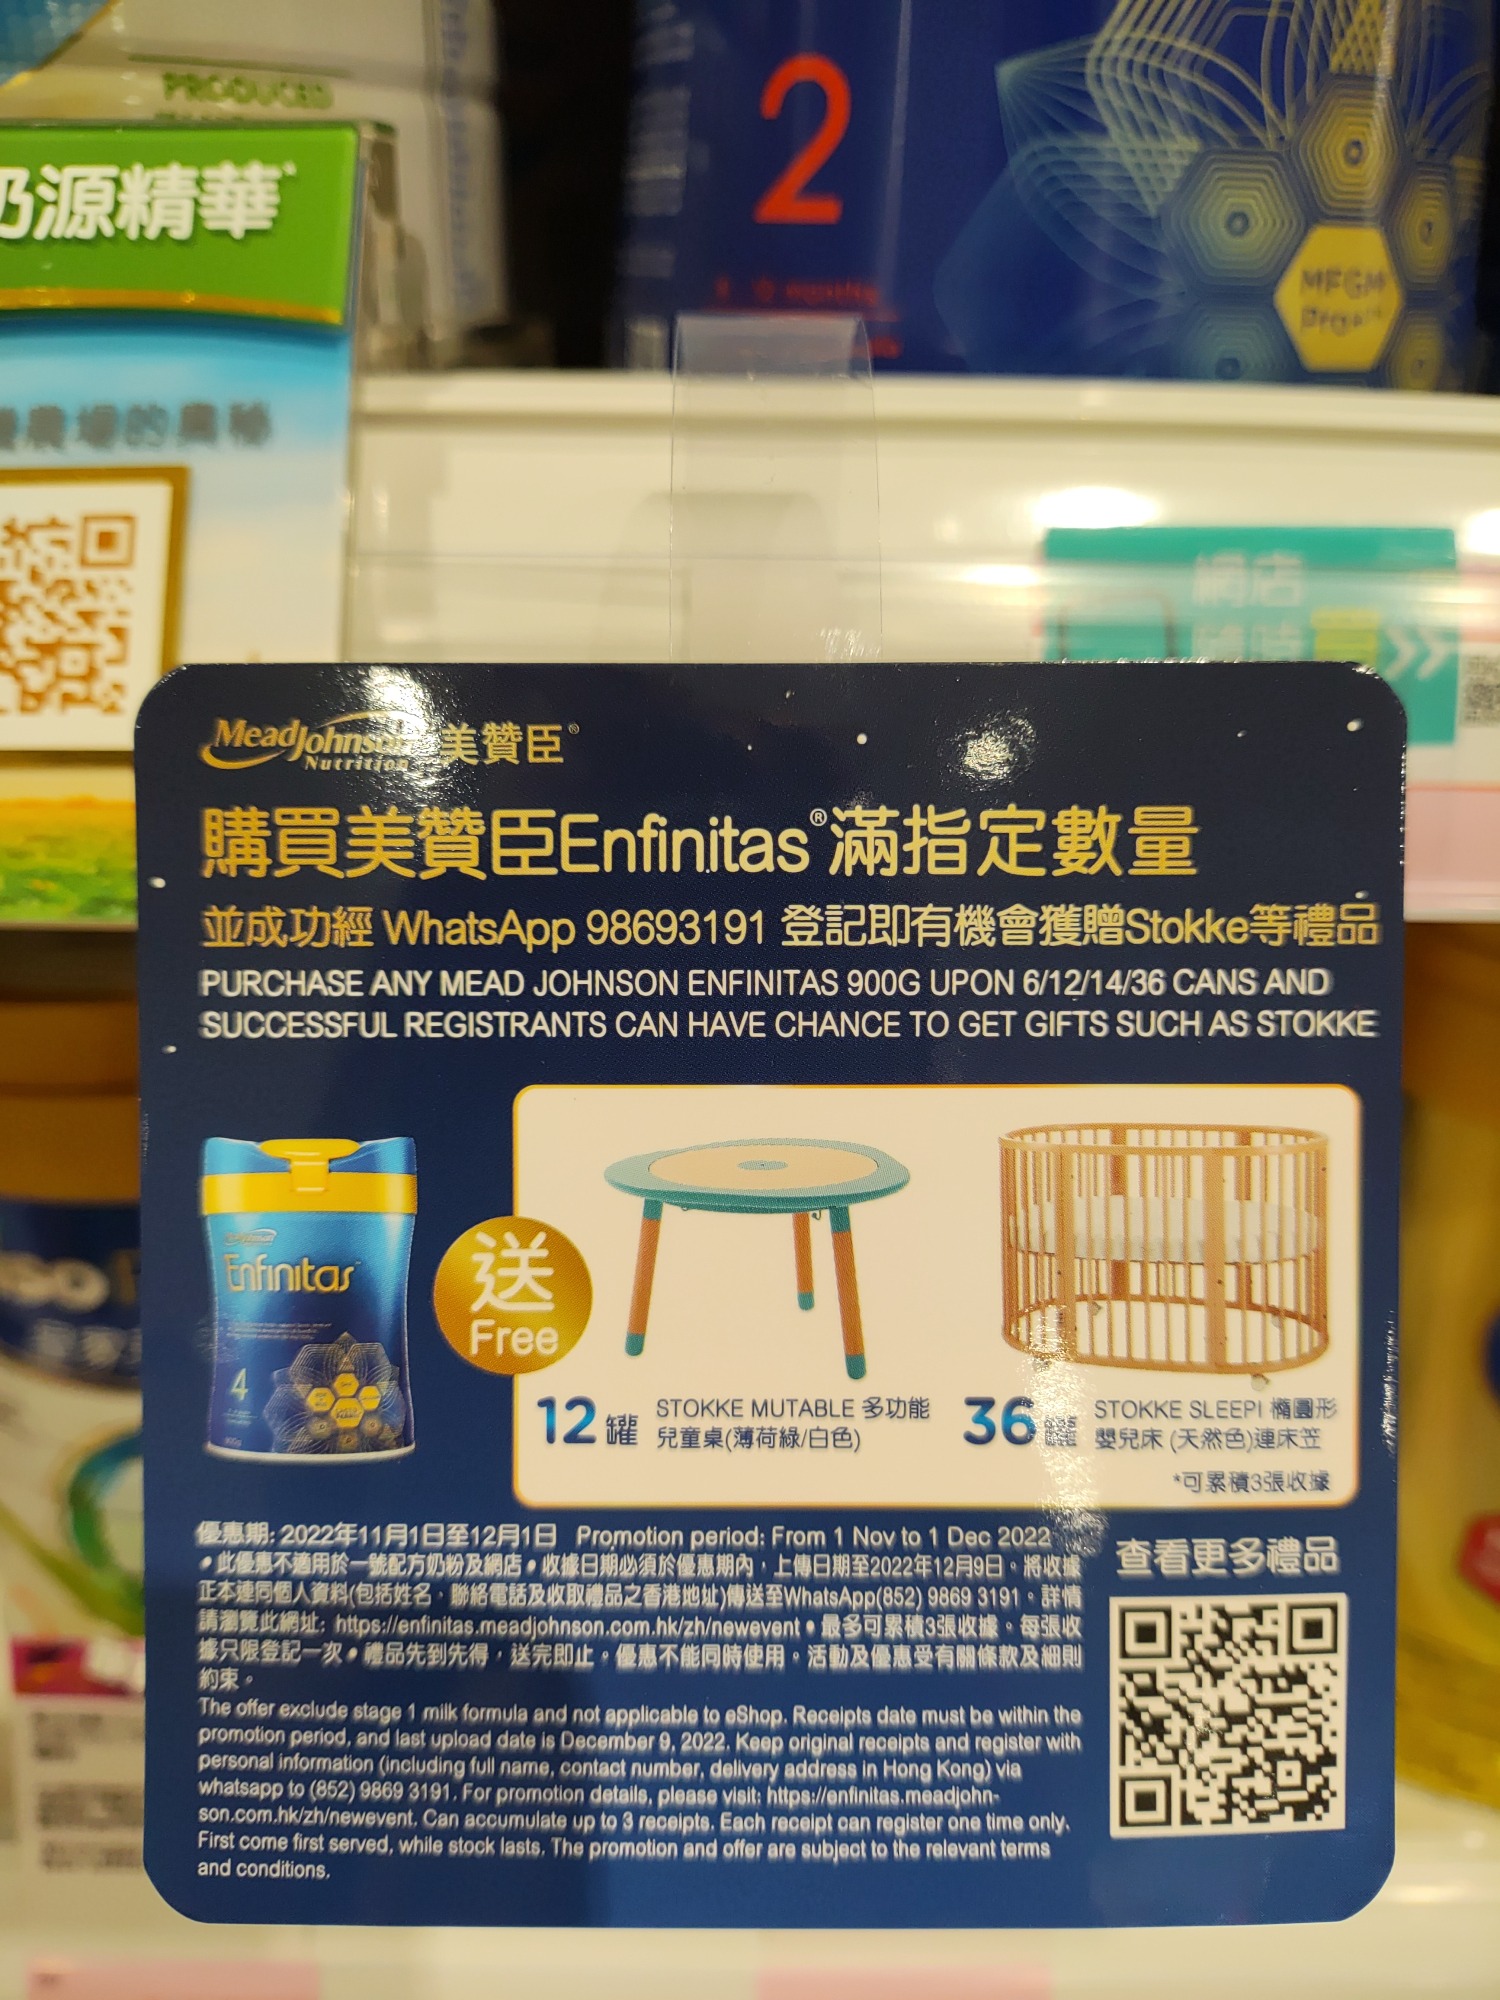 PRODUCED
奶源精華
2
MFGM
Pro
網店
MeadJohnson 美贊臣®
Nutrition
購買美贊臣Enfinitas®滿指定數量
並成功經 WhatsApp 98693191 登記即有機會獲贈Stokke等禮品
PURCHASE ANY MEAD JOHNSON ENFINITAS 900G UPON 6/12/14/36 CANS AND
SUCCESSFUL REGISTRANTS CAN HAVE CHANCE TO GET GIFTS SUCH AS STOKKE
Enfinitas
4
送
Free
12罐 STOKKE MUTABLE 多功能
兒童桌(薄荷綠/白色)
36罐 STOKKE SLEEPI 橢圓形
嬰兒床 (天然色)連床笠
*可累積3張收據
優惠期: 2022年11月1日至12月1日 Promotion period: From 1 Nov to 1 Dec 2022
•此優惠不適用於一號配方奶粉及網店•收據日期必須於優惠期內，上傳日期至2022年12月9日。將收據
正本連同個人資料(包括姓名，聯絡電話及收取禮品之香港地址)傳送至WhatsApp(852) 9869 3191。詳情
請瀏覽此網址: https://enfinitas.meadjohnson.com.hk/zh/newevent•最多可累積3張收據。每張收
據只限登記一次•禮品先到先得，送完即止。優惠不能同時使用。活動及優惠受有關條款及細則
約束。
The offer exclude stage 1 milk formula and not applicable to eShop. Receipts date must be within the
promotion period, and last upload date is December 9, 2022. Keep original receipts and register with
personal information (including full name, contact number, delivery address in Hong Kong) via
whatsapp to (852) 9869 3191. For promotion details, please visit: https://enfinitas.meadjohn-
son.com.hk/zh/newevent. Can accumulate up to 3 receipts. Each receipt can register one time only.
First come first served, while stock lasts. The promotion and offer are subject to the relevant terms
and conditions.
查看更多禮品